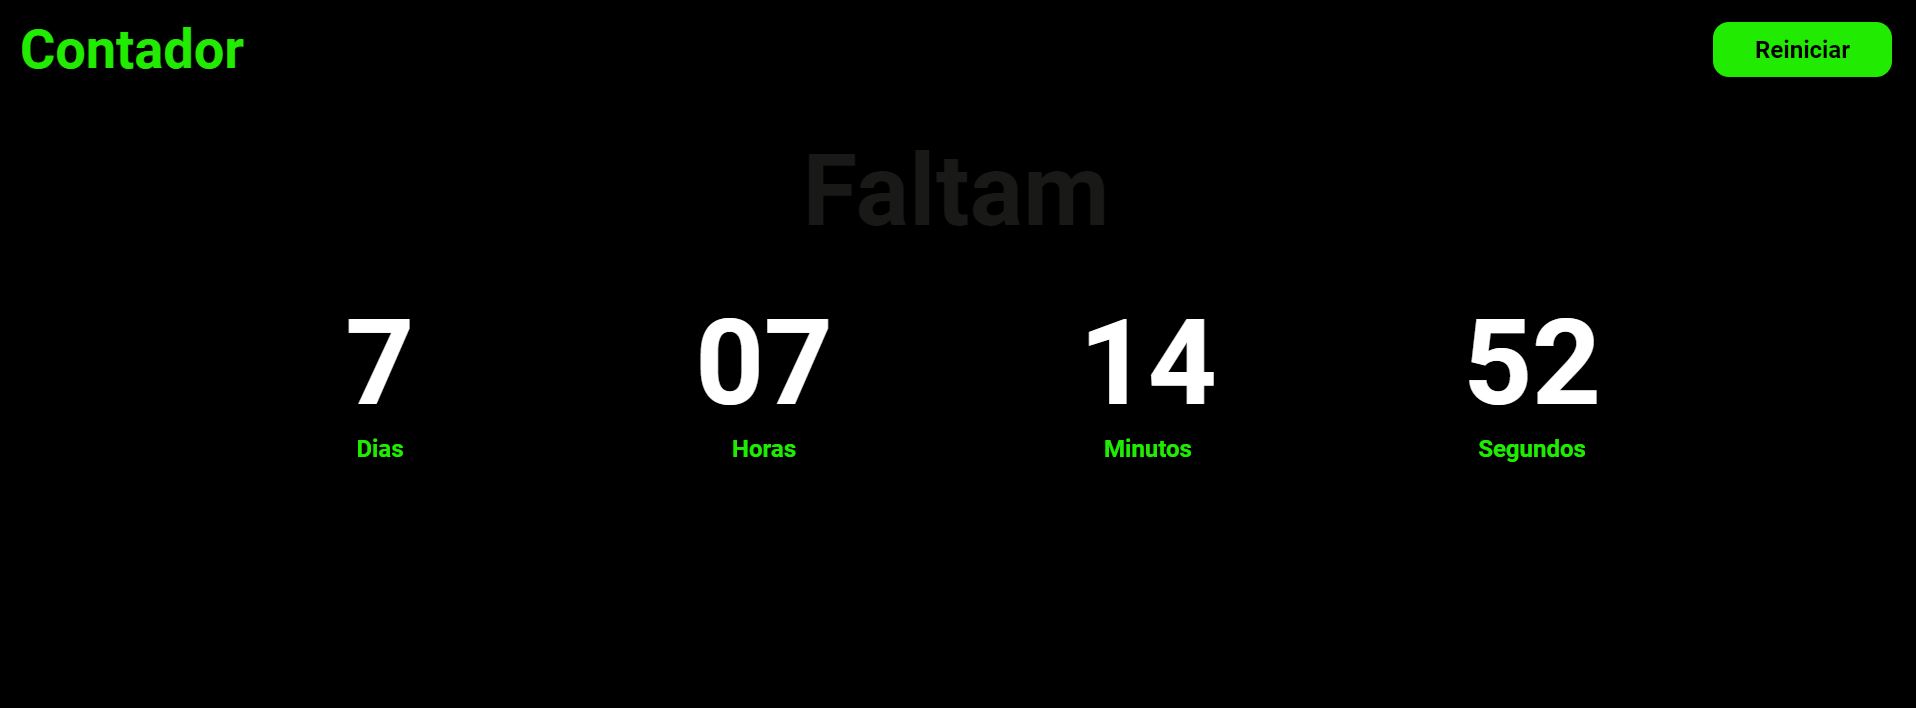 Contador
Reiniciar
Faltam
7 07 14 52
Dias Horas Minutos Segundos